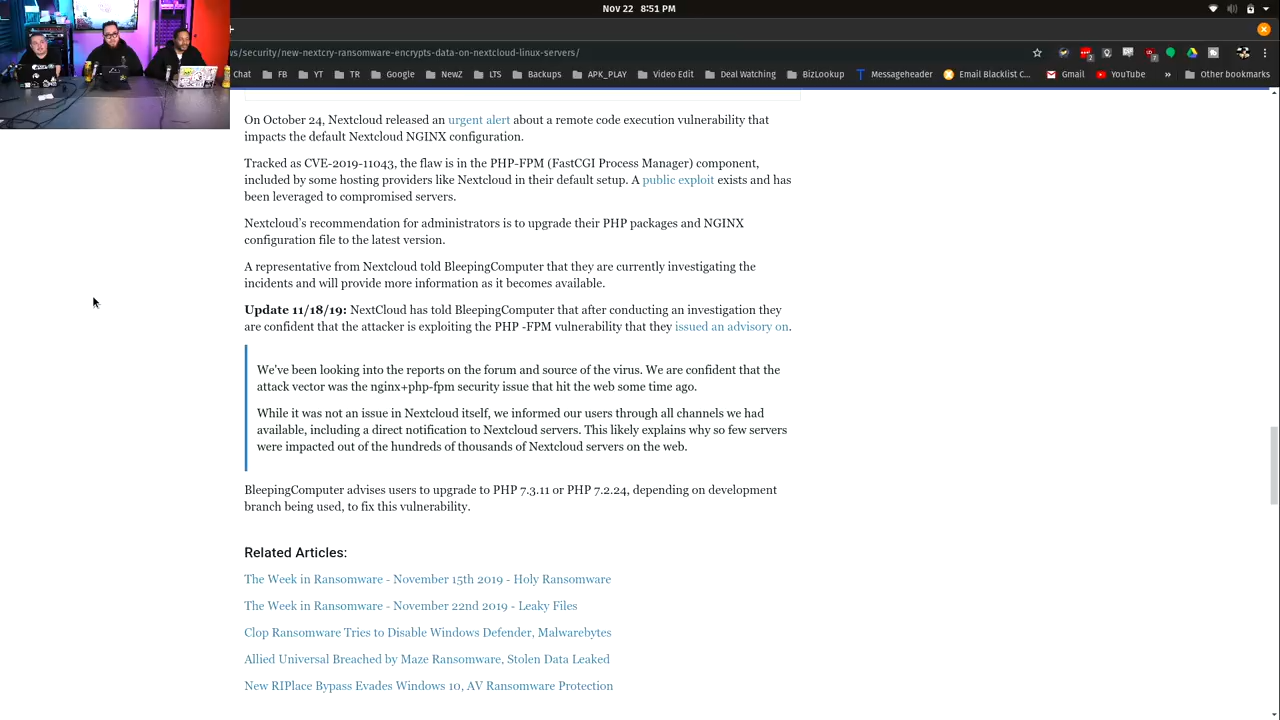 Nov 22 8:51 PM
s/security/new-nextcry-ransomware-encrypts-data-on-nextcloud-linux-servers/
Chat FB YT TYT Google News2 LTS Backups APK_PLAY How to Edit Device_Tching BizLookup Email Backlist C... Gmail YouTube Other bookmarks
On October 24, Nextcloud released an urgent alert about a remote code execution vulnerability that
impacts the default Nextcloud NGINX configuration.
Tracked as CVE-2019-11043, the flaw is in the PHP-FPM (FastCGI Process Manager) component,
included by some hosting providers like Nextcloud in their default setup. A public exploit exists and has
been leveraged to compromised servers.
Nextcloud's recommendation for administrators is to upgrade their PHP packages and NGINX
configuration file to the latest version.
A representative from Nextcloud told BleepingComputer that they are currently investigating the
incidents and will provide more information as it becomes available.
Update 11/18/19: NextCloud has told BleepingComputer that after conducting an investigation they
are confident that the attacker is exploiting the PHP -FPM vulnerability that they issued an advisory on.
We've been looking into the reports on the forum and source of the virus. We are confident that the
attack vector was the nginx+php-fpm security issue that hit the web some time ago.
While it was not an issue in Nextcloud itself, we informed our users through all channels we had
available, including a direct notification to Nextcloud servers. This likely explains why so few servers
were impacted out of the hundreds of thousands of Nextcloud servers on the web.
BleepingComputer advises users to upgrade to PHP 7.3.11 or PHP 7.2.24, depending on development
branch being used, to fix this vulnerability.
Related Articles:
The Week in Ransomware - November 15th 2019 - Holy Ransomware
The Week in Ransomware - November 22nd 2019 - Leaky Files
Clop Ransomware Tries to Disable Windows Defender, Malwarebytes
Allied Universal Breached by Maze Ransomware, Stolen Data Leaked
New RIPlace Bypass Evades Windows 10, AV Ransomware Protection